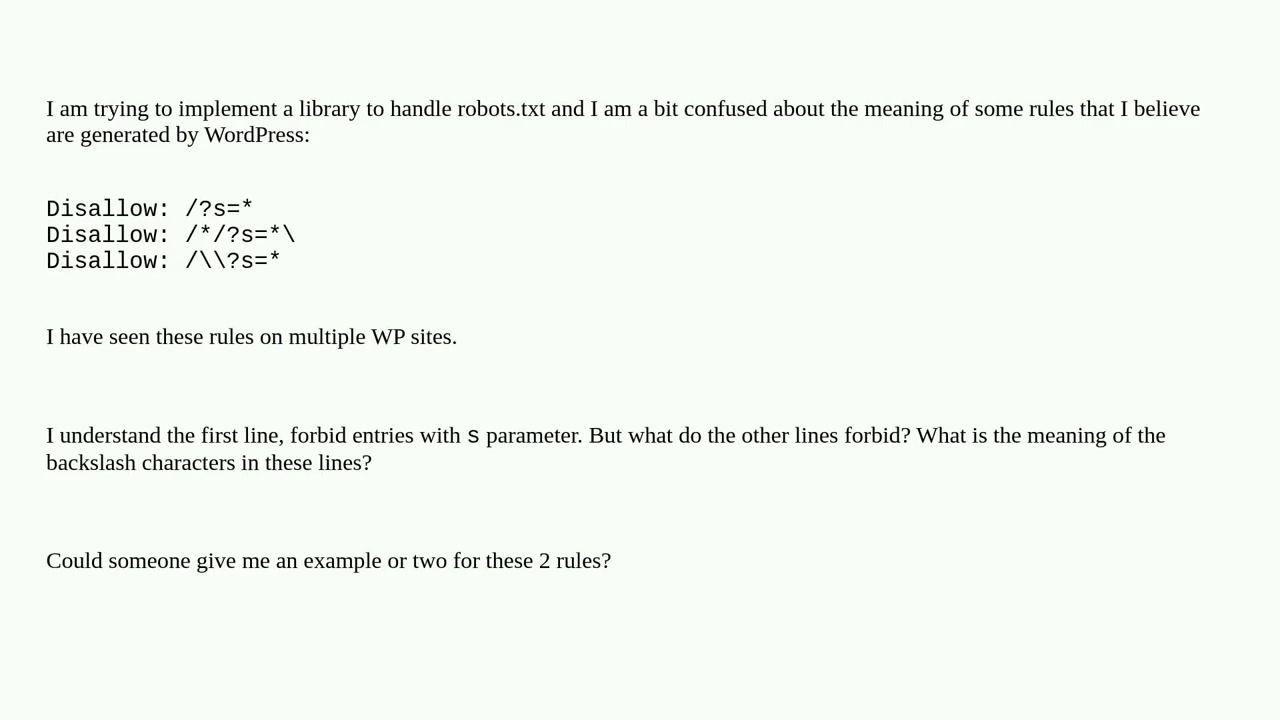 I am trying to implement a library to handle robots.txt and I am a bit confused about the meaning of some rules that I believe
are generated by WordPress:
Disallow: /?s=*
Disallow: /*/?s=*\
Disallow: /\\?s=*
I have seen these rules on multiple WP sites.
I understand the first line, forbid entries with s parameter. But what do the other lines forbid? What is the meaning of the
backslash characters in these lines?
Could someone give me an example or two for these 2 rules?